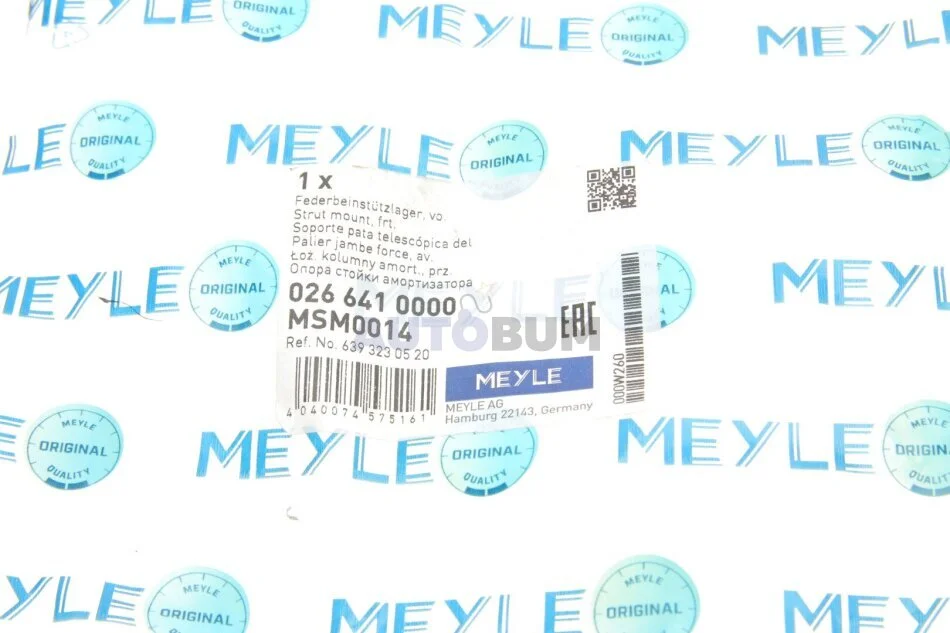 MEYLE
ORIGINAL
QUALITY
1 x
Federbeinstützlager, vo.
Strut mount, frt.
Soporte pata telescópica del
Palier jambe force, av.
Łoż. kolumny amort., prz.
Опора стойки амортизатора
026 641 0000
MSM0014
AUTOBUM
EAC
Ref. No. 639 323 05 20
MEYLE
MEYLE AG
Hamburg 22143, Germany
4 040074 575161
000W260